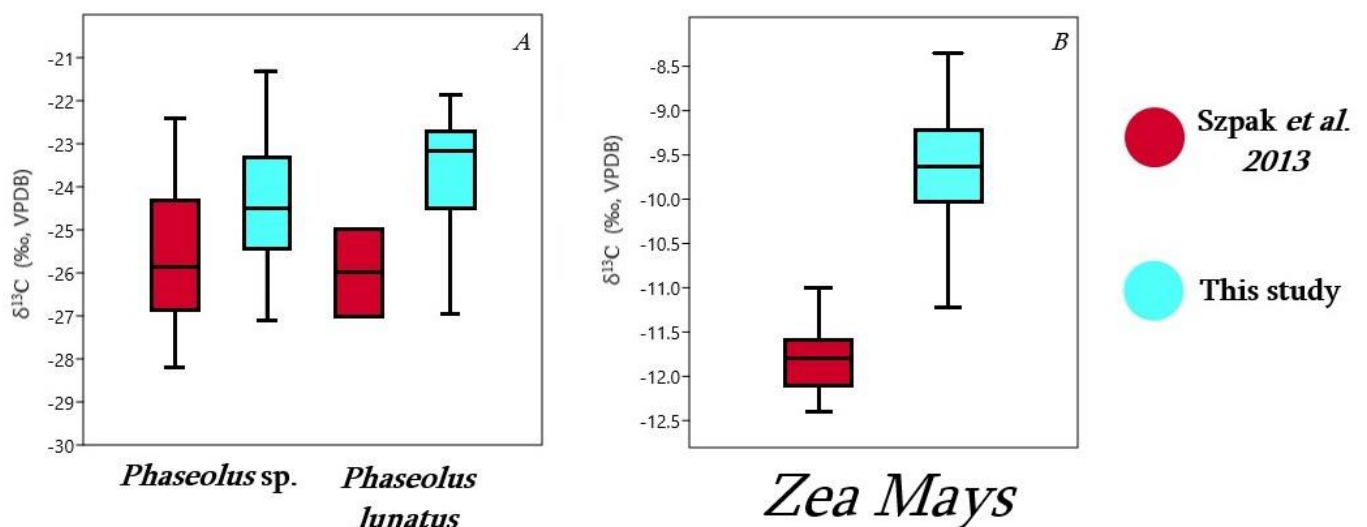 A
-21
-22
-23
-24
-25
-26
-27
-28
-29
-30
δ¹³C (‰, VPDB)
Phaseolus sp.
Phaseolus
lunatus
B
-8.5
-9.0
-9.5
-10.0
-10.5
-11.0
-11.5
-12.0
-12.5
δ¹³C (‰, VPDB)
Zea Mays
Szpak et al.
2013
This study